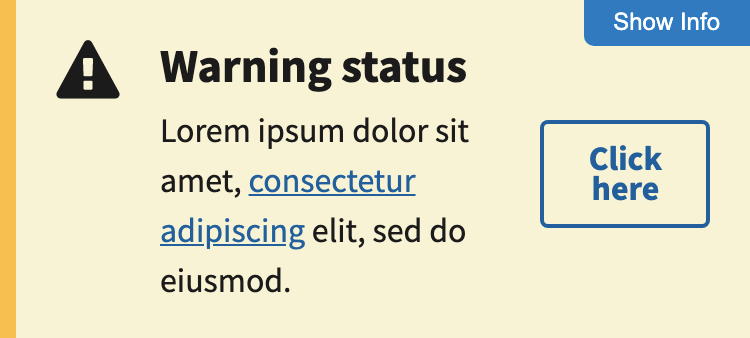 Show Info
Warning status
Lorem ipsum dolor sit
amet, consectetur
adipiscing elit, sed do
eiusmod.
Click
here